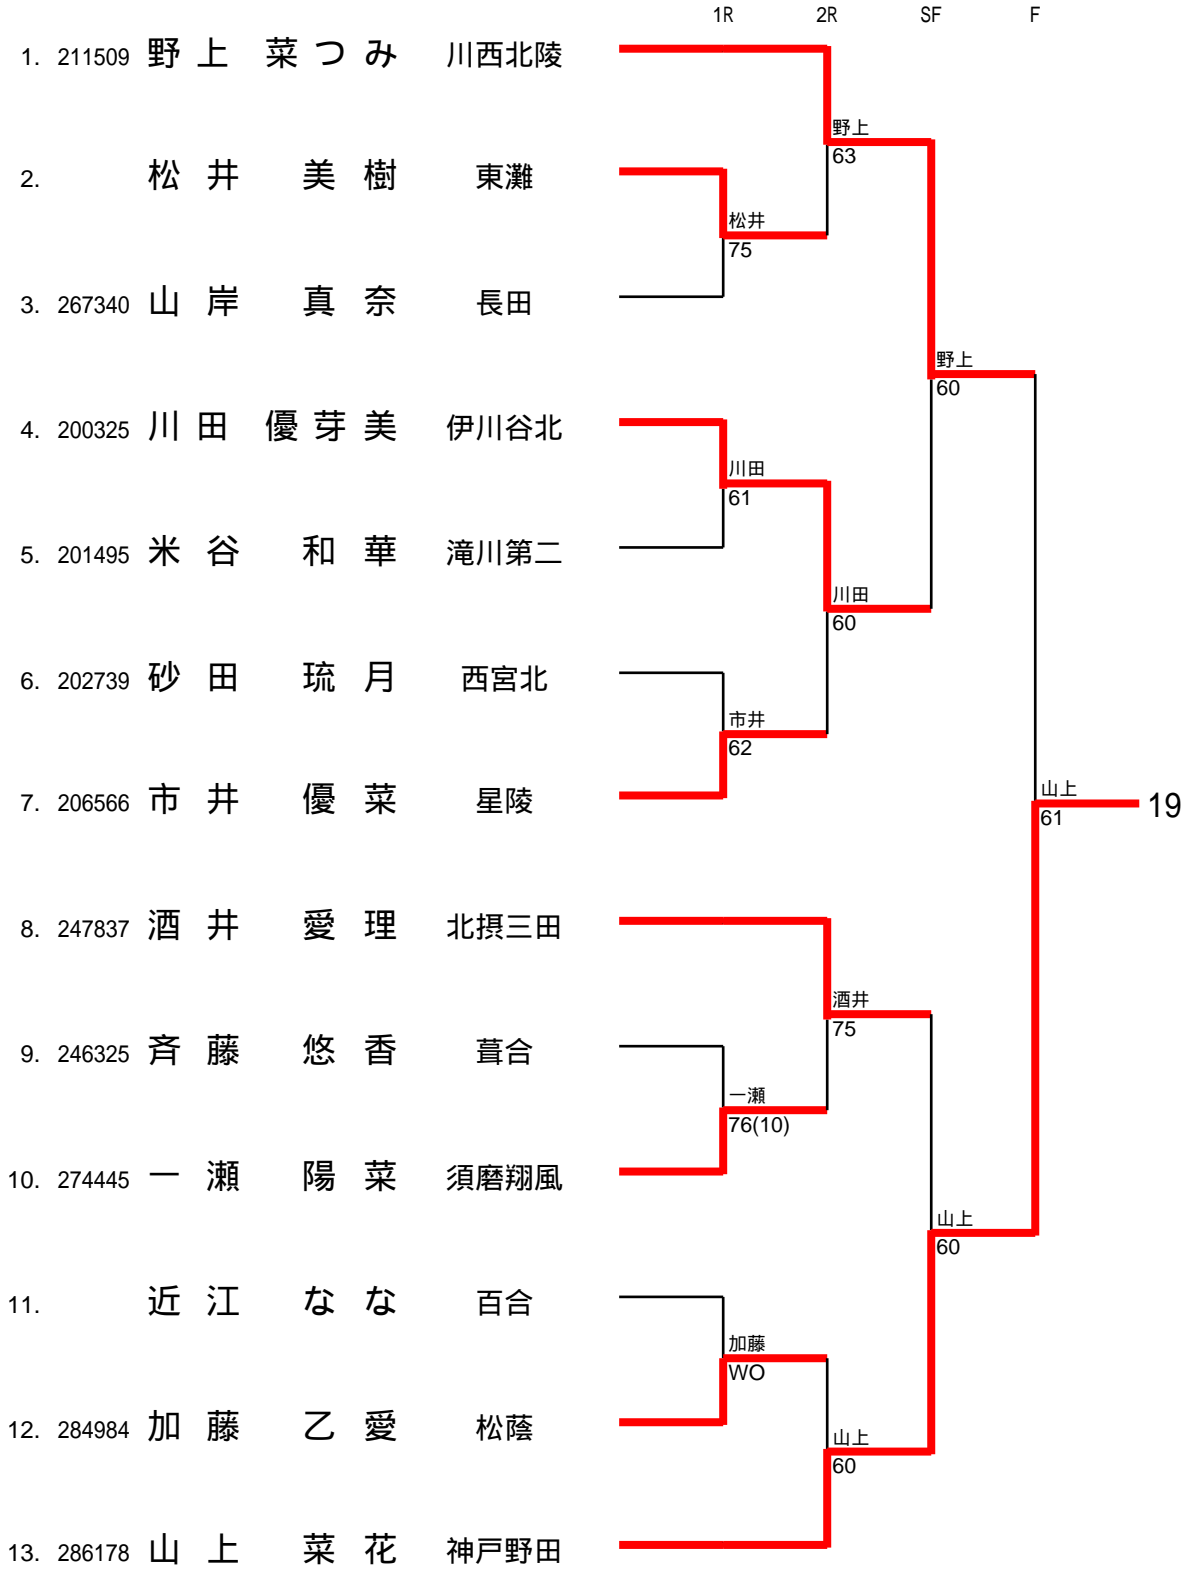 1R 2R SF F
1. 211509 野上 菜つみ 川西北陵
野上
63
2. 松井 美樹 東灘
松井
75
3. 267340 山岸 真奈 長田
野上
60
4. 200325 川田 優芽美 伊川谷北
川田
61
5. 201495 米谷 和華 滝川第二
川田
60
6. 202739 砂田 琉月 西宮北
市井
62
7. 206566 市井 優菜 星陵
山上
61
19
8. 247837 酒井 愛理 北摂三田
酒井
75
9. 246325 斉藤 悠香 葺合
一瀬
76(10)
10. 274445 一瀬 陽菜 須磨翔風
山上
60
11. 近江 なな 百合
加藤
WO
12. 284984 加藤 乙愛 松蔭
山上
60
13. 286178 山上 菜花 神戸野田